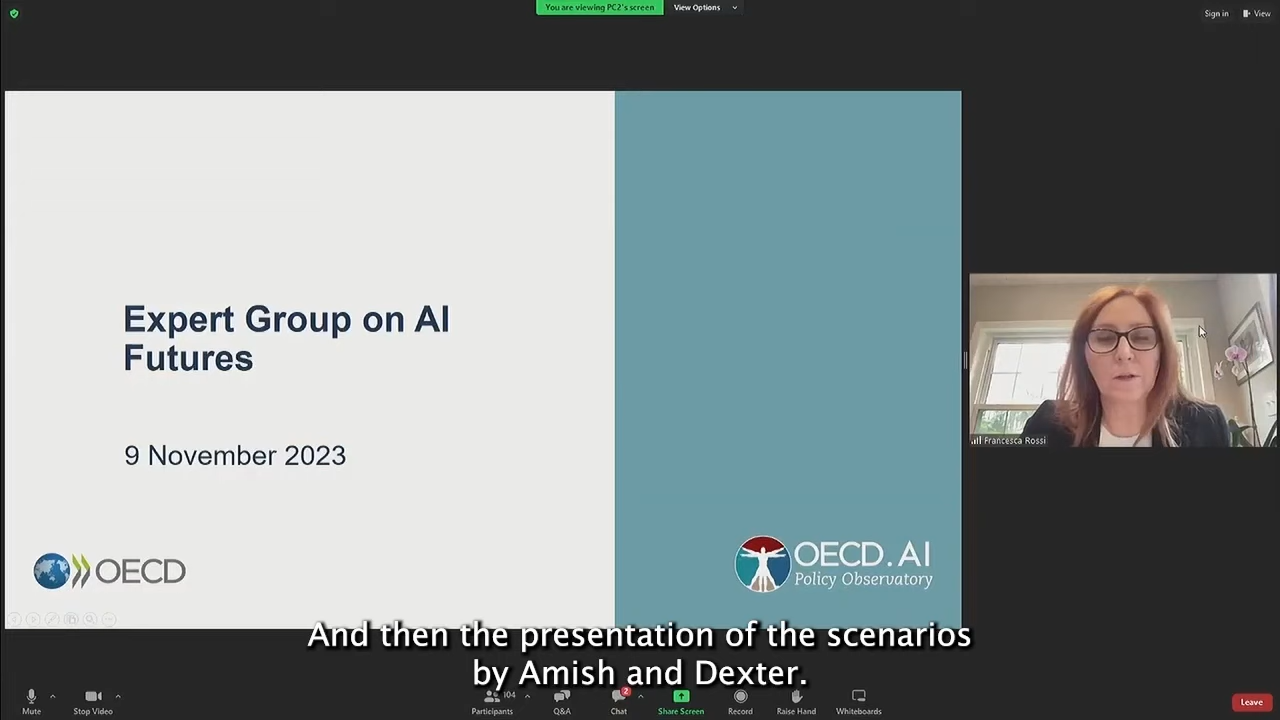 You are viewing PC2's screen
View Options
Sign in
View
Expert Group on AI
Futures
9 November 2023
OECD
OECD.AI
Policy Observatory
Francesca Rossi
And then the presentation of the scenarios
by Amish and Dexter.
Mute
Stop Video
104
Participants
Q&A
2
Chat
Share Screen
Record
Raise Hand
Whiteboards
Leave